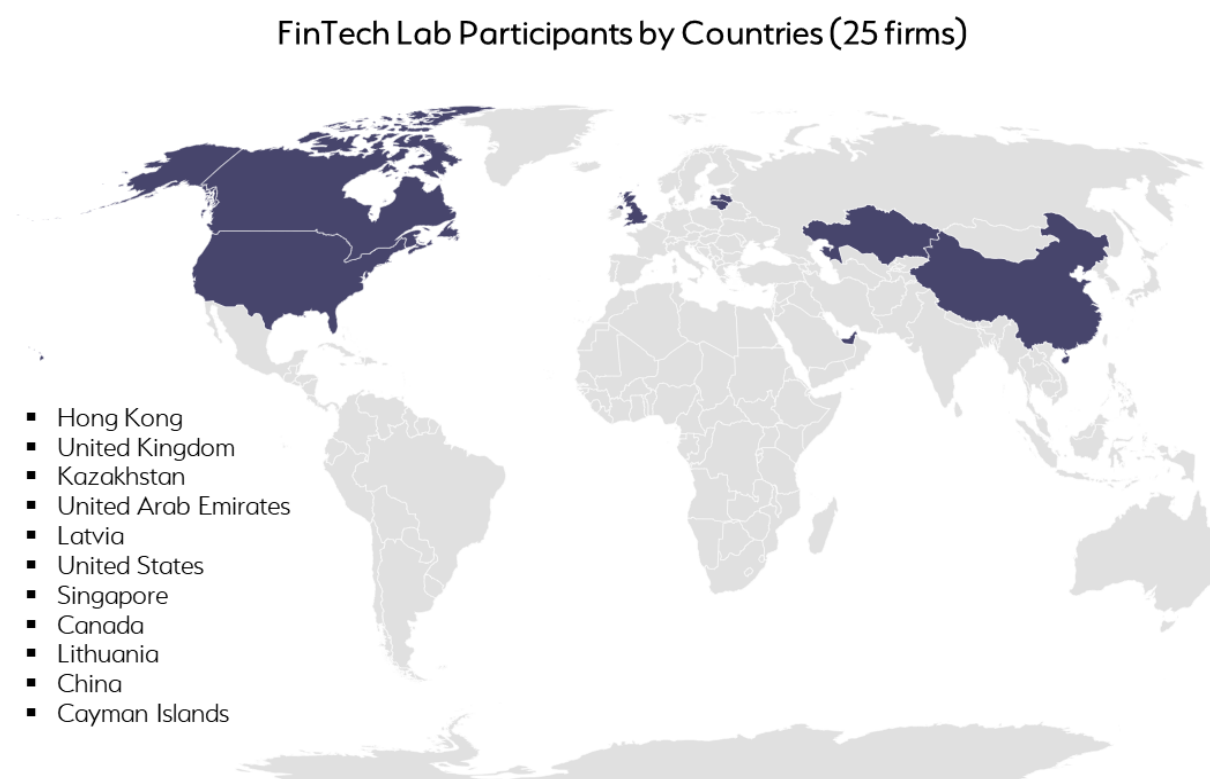 FinTech Lab Participants by Countries (25 firms)
▪ Hong Kong
▪ United Kingdom
▪ Kazakhstan
▪ United Arab Emirates
▪ Latvia
▪ United States
▪ Singapore
▪ Canada
▪ Lithuania
▪ China
▪ Cayman Islands